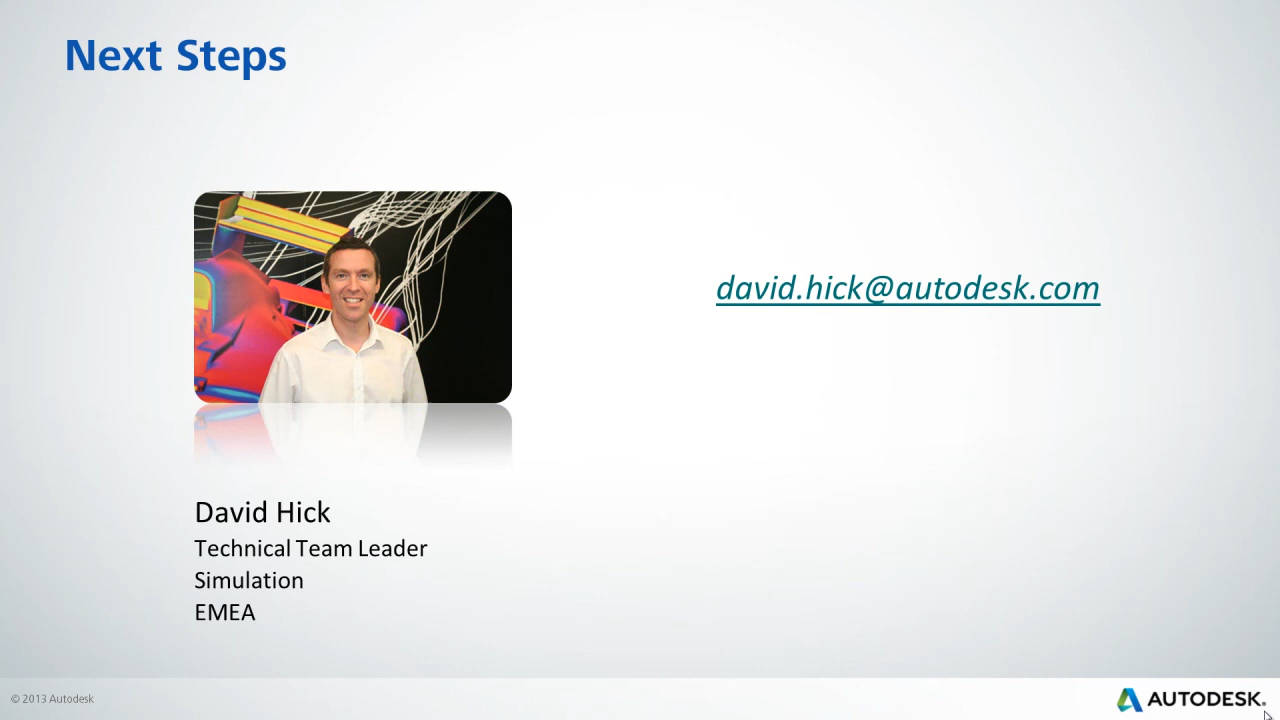 Next Steps
david.hick@autodesk.com
David Hick
Technical Team Leader
Simulation
EMEA
© 2013 Autodesk
AUTODESK.